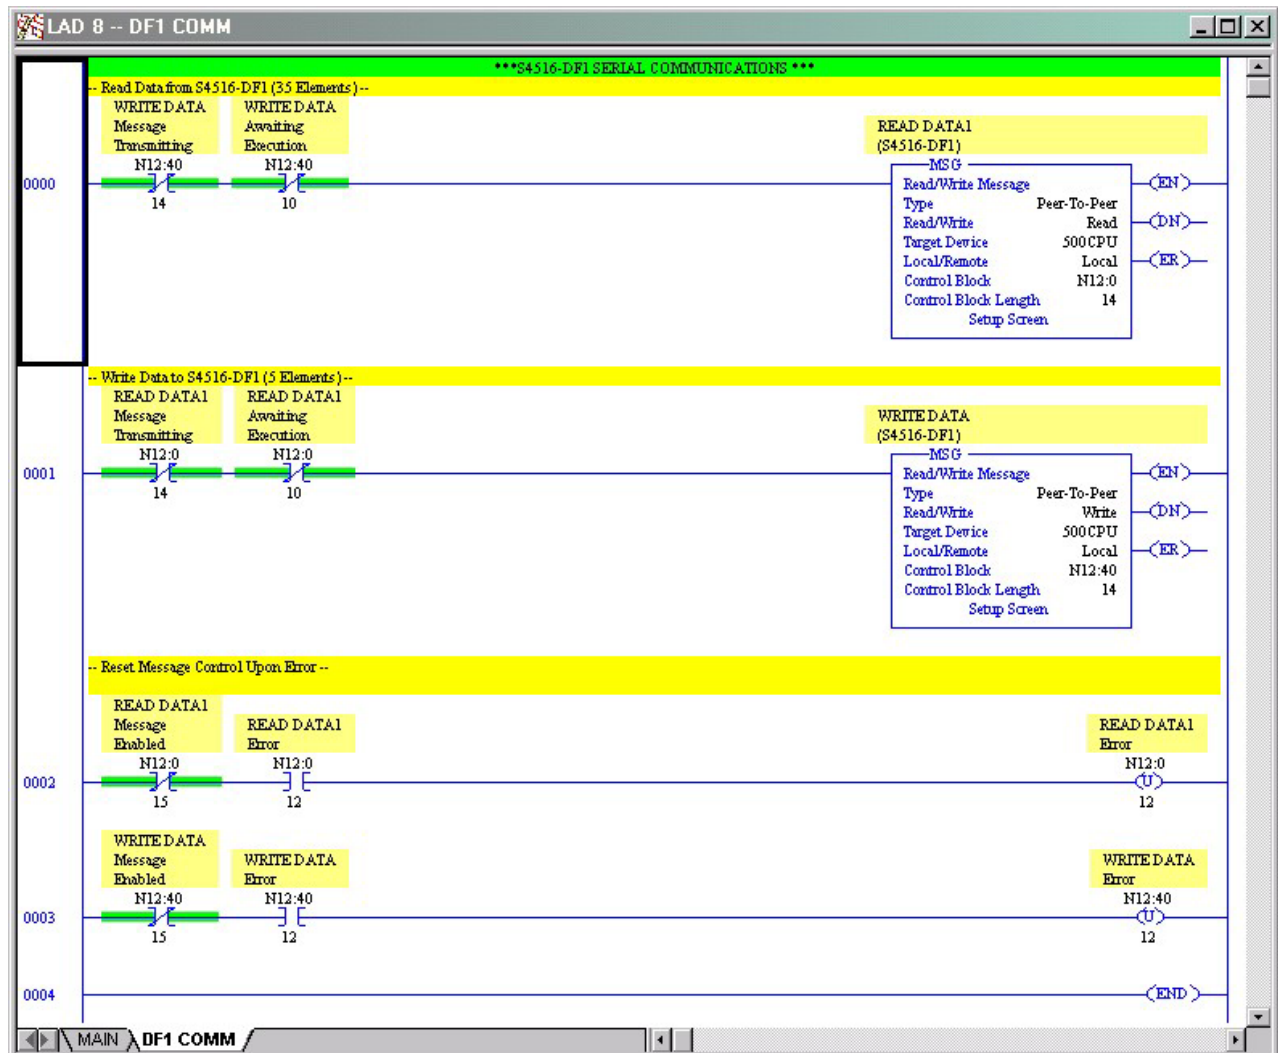 LAD 8 -- DF1 COMM
***S4516-DF1 SERIAL COMMUNICATIONS ***
-- Read Data from S4516-DF1 (35 Elements) --
WRITE DATA WRITE DATA
Message Awaiting READ DATA1
Transmitting Execution (S4516-DF1)
N12:40 N12:40 MSG
0000 Read/Write Message (EN)
14 10 Type Peer-To-Peer
Read/Write Read (DN)
Target Device 500CPU
Local/Remote Local (ER)
Control Block N12:0
Control Block Length 14
Setup Screen
-- Write Data to S4516-DF1 (5 Elements) --
READ DATA1 READ DATA1
Message Awaiting WRITE DATA
Transmitting Execution (S4516-DF1)
N12:0 N12:0 MSG
0001 Read/Write Message (EN)
14 10 Type Peer-To-Peer
Read/Write Write (DN)
Target Device 500CPU
Local/Remote Local (ER)
Control Block N12:40
Control Block Length 14
Setup Screen
-- Reset Message Control Upon Error --
READ DATA1
Message READ DATA1 READ DATA1
Enabled Error Error
N12:0 N12:0 N12:0
0002 (U)
15 12 12
WRITE DATA
Message WRITE DATA WRITE DATA
Enabled Error Error
N12:40 N12:40 N12:40
0003 (U)
15 12 12
0004 (END)
MAIN DF1 COMM